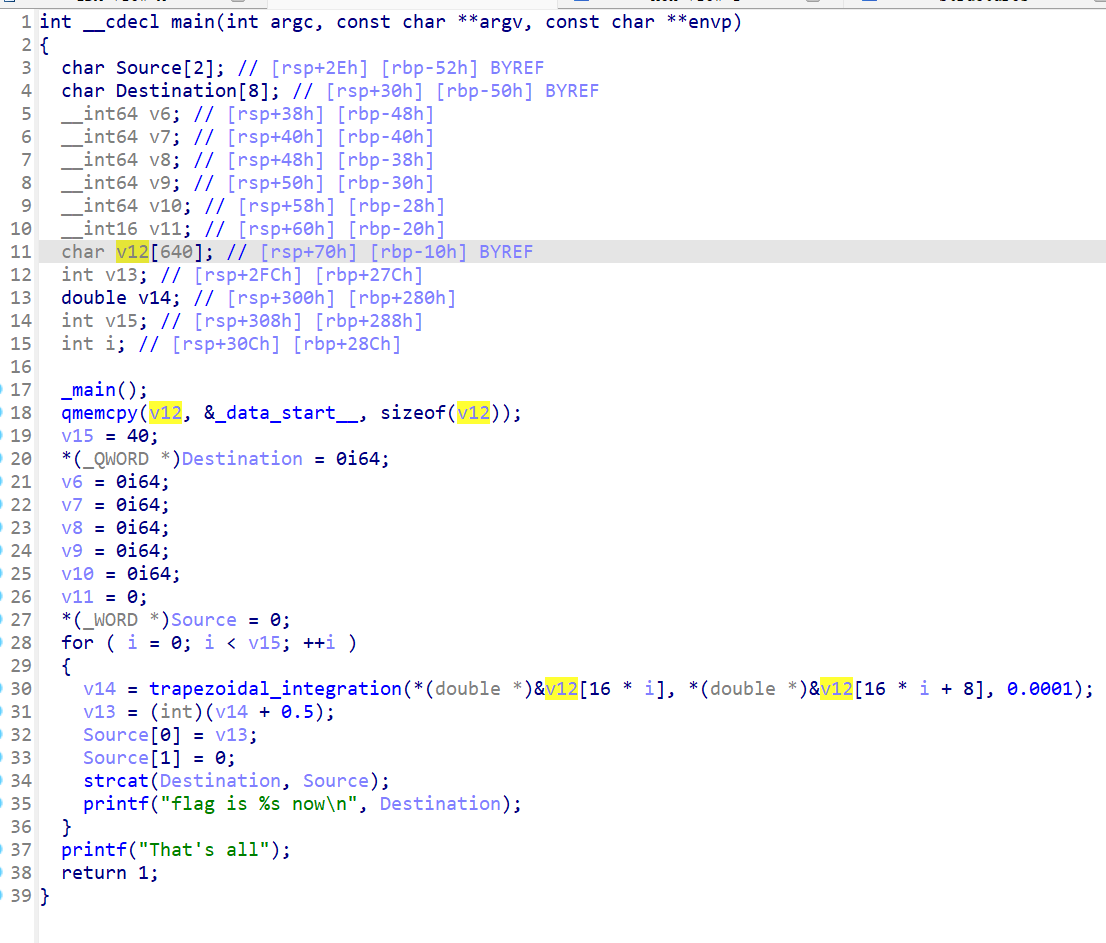 1 int __cdecl main(int argc, const char **argv, const char **envp)
2 {
3   char Source[2]; // [rsp+2Eh] [rbp-52h] BYREF
4   char Destination[8]; // [rsp+30h] [rbp-50h] BYREF
5   __int64 v6; // [rsp+38h] [rbp-48h]
6   __int64 v7; // [rsp+40h] [rbp-40h]
7   __int64 v8; // [rsp+48h] [rbp-38h]
8   __int64 v9; // [rsp+50h] [rbp-30h]
9   __int64 v10; // [rsp+58h] [rbp-28h]
10   __int16 v11; // [rsp+60h] [rbp-20h]
11   char v12[640]; // [rsp+70h] [rbp-10h] BYREF
12   int v13; // [rsp+2FCh] [rbp+27Ch]
13   double v14; // [rsp+300h] [rbp+280h]
14   int v15; // [rsp+308h] [rbp+288h]
15   int i; // [rsp+30Ch] [rbp+28Ch]
16
17   _main();
18   qmemcpy(v12, &_data_start__, sizeof(v12));
19   v15 = 40;
20   *(_QWORD *)Destination = 0i64;
21   v6 = 0i64;
22   v7 = 0i64;
23   v8 = 0i64;
24   v9 = 0i64;
25   v10 = 0i64;
26   v11 = 0;
27   *(_WORD *)Source = 0;
28   for ( i = 0; i < v15; ++i )
29   {
30     v14 = trapezoidal_integration(*(double *)&v12[16 * i], *(double *)&v12[16 * i + 8], 0.0001);
31     v13 = (int)(v14 + 0.5);
32     Source[0] = v13;
33     Source[1] = 0;
34     strcat(Destination, Source);
35     printf("flag is %s now\n", Destination);
36   }
37   printf("That's all");
38   return 1;
39 }